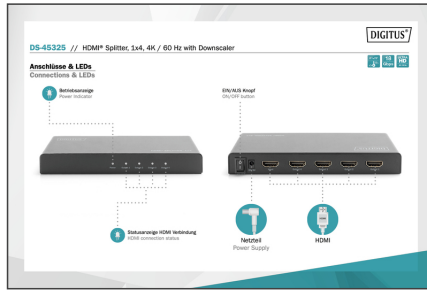 DIGITUS®
DS-45325 // HDMI® Splitter, 1x4, 4K / 60 Hz with Downscaler
Anschlüsse & LEDs
Connections & LEDs
Betriebsanzeige
Power Indicator
EIN/AUS Knopf
ON/OFF button
Statusanzeige HDMI Verbindung
HDMI connection status
Netzteil
Power Supply
HDMI